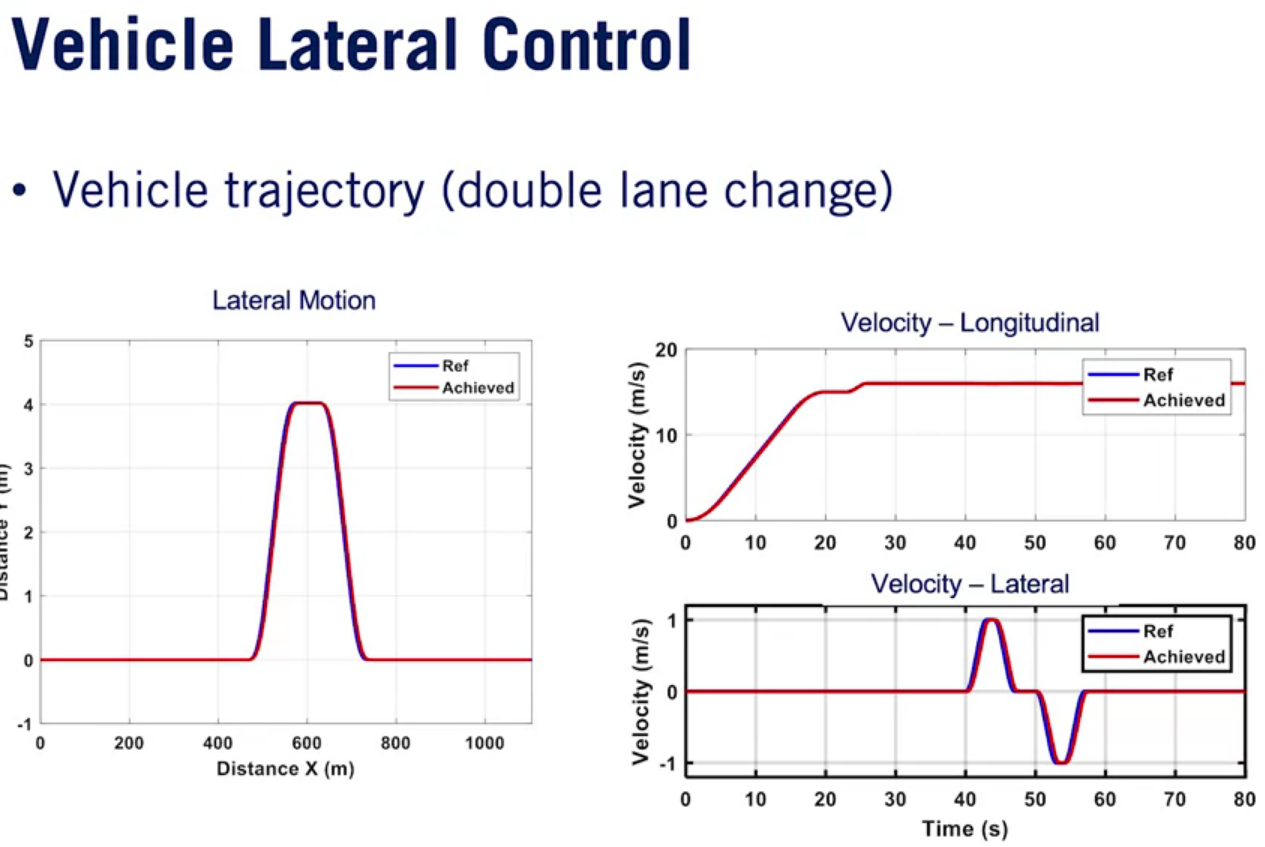 Vehicle Lateral Control
• Vehicle trajectory (double lane change)
Lateral Motion
5
4
3
2
1
0
-1
Ref
Achieved
0 200 400 600 800 1000
Distance X (m)
Velocity – Longitudinal
Velocity (m/s)
20
10
0
Ref
Achieved
0 10 20 30 40 50 60 70 80
Velocity – Lateral
Velocity (m/s)
1
0
-1
Ref
Achieved
0 10 20 30 40 50 60 70 80
Time (s)